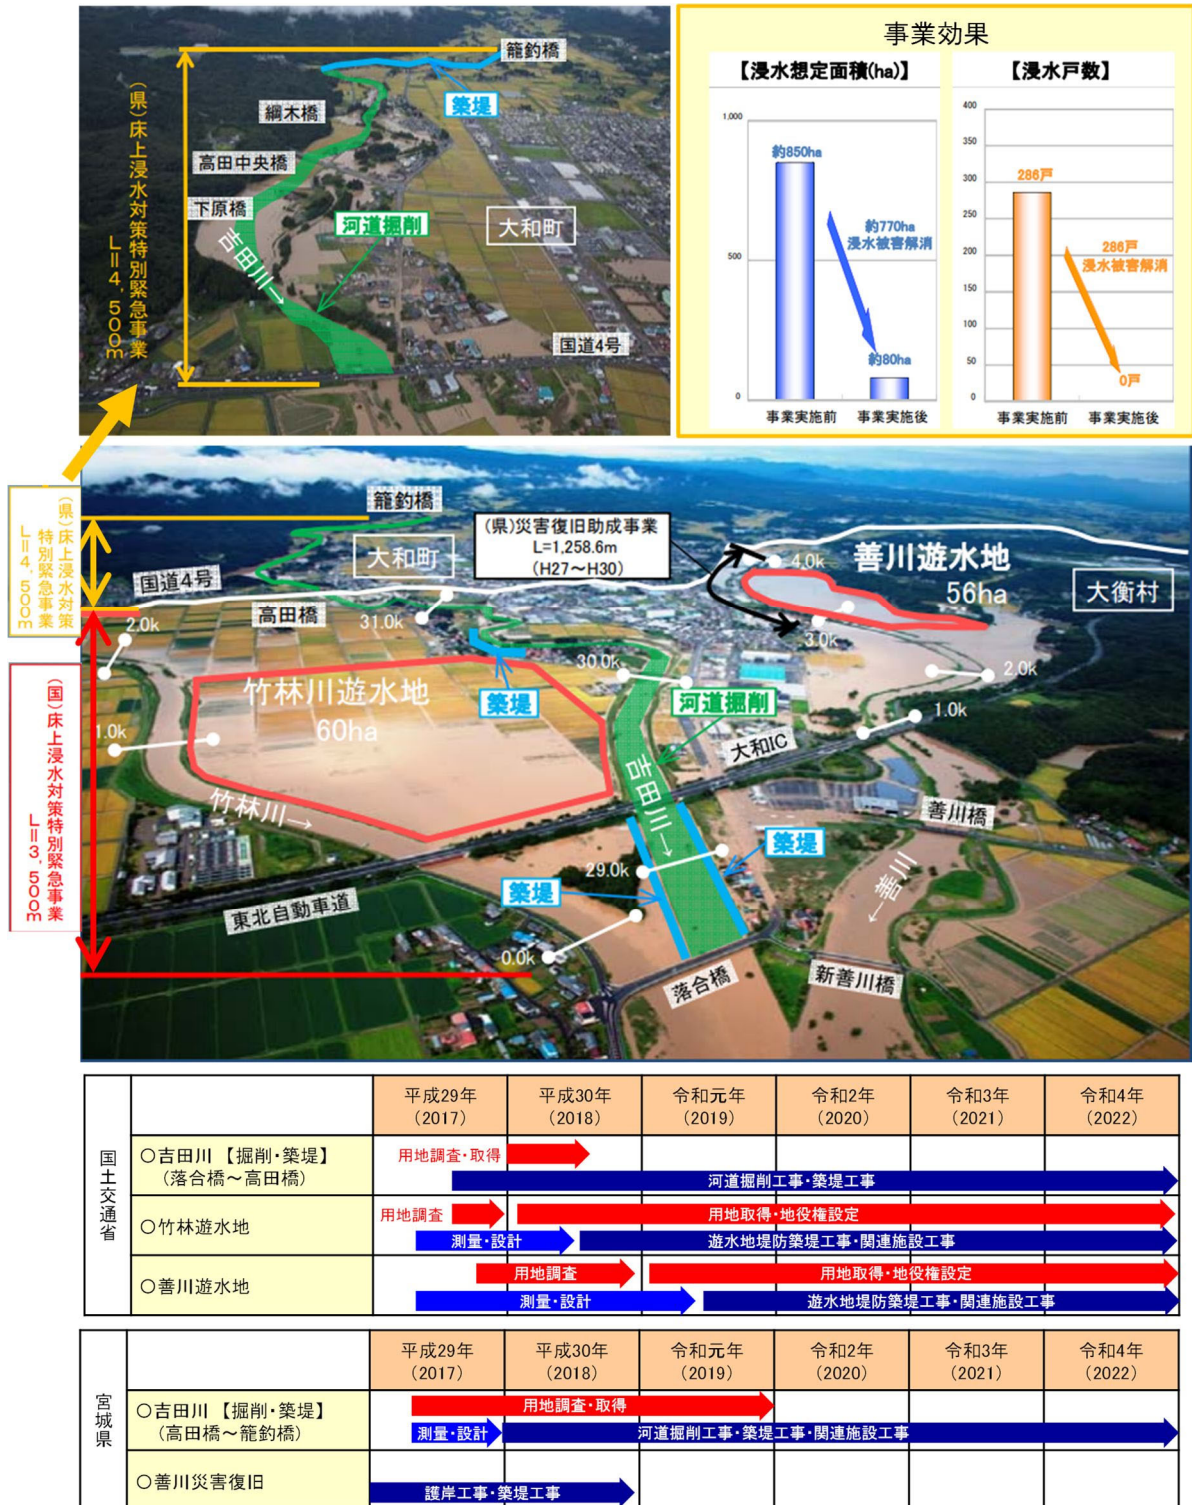 籠釣橋
築堤
綱木橋
高田中央橋
下原橋
河道掘削
大和町
吉田川→
国道4号
(県)床上浸水対策特別緊急事業
L=4,500m
事業効果
【浸水想定面積(ha)】
1,000
500
0
約850ha
約770ha
浸水被害解消
約80ha
事業実施前
事業実施後
【浸水戸数】
400
350
300
250
200
150
100
50
0
286戸
286戸
浸水被害解消
0戸
事業実施前
事業実施後
(県)床上浸水対策
特別緊急事業
L=4,500m
(国)床上浸水対策特別緊急事業
L=3,500m
籠釣橋
大和町
国道4号
高田橋
31.0k
(県)災害復旧助成事業
L=1,258.6m
(H27～H30)
4.0k
善川遊水地
56ha
大衡村
3.0k
2.0k
2.0k
30.0k
築堤
河道掘削
竹林川遊水地
60ha
1.0k
1.0k
大和IC
吉田川→
竹林川→
善川橋
築堤
29.0k
築堤
←善川
東北自動車道
0.0k
落合橋
新善川橋
平成29年
(2017)
平成30年
(2018)
令和元年
(2019)
令和2年
(2020)
令和3年
(2021)
令和4年
(2022)
国土交通省
○吉田川【掘削・築堤】
(落合橋～高田橋)
用地調査・取得
河道掘削工事・築堤工事
○竹林遊水地
用地調査
用地取得・地役権設定
測量・設計
遊水地堤防築堤工事・関連施設工事
○善川遊水地
用地調査
用地取得・地役権設定
測量・設計
遊水地堤防築堤工事・関連施設工事
平成29年
(2017)
平成30年
(2018)
令和元年
(2019)
令和2年
(2020)
令和3年
(2021)
令和4年
(2022)
宮城県
○吉田川【掘削・築堤】
(高田橋～籠釣橋)
用地調査・取得
測量・設計
河道掘削工事・築堤工事・関連施設工事
○善川災害復旧
護岸工事・築堤工事